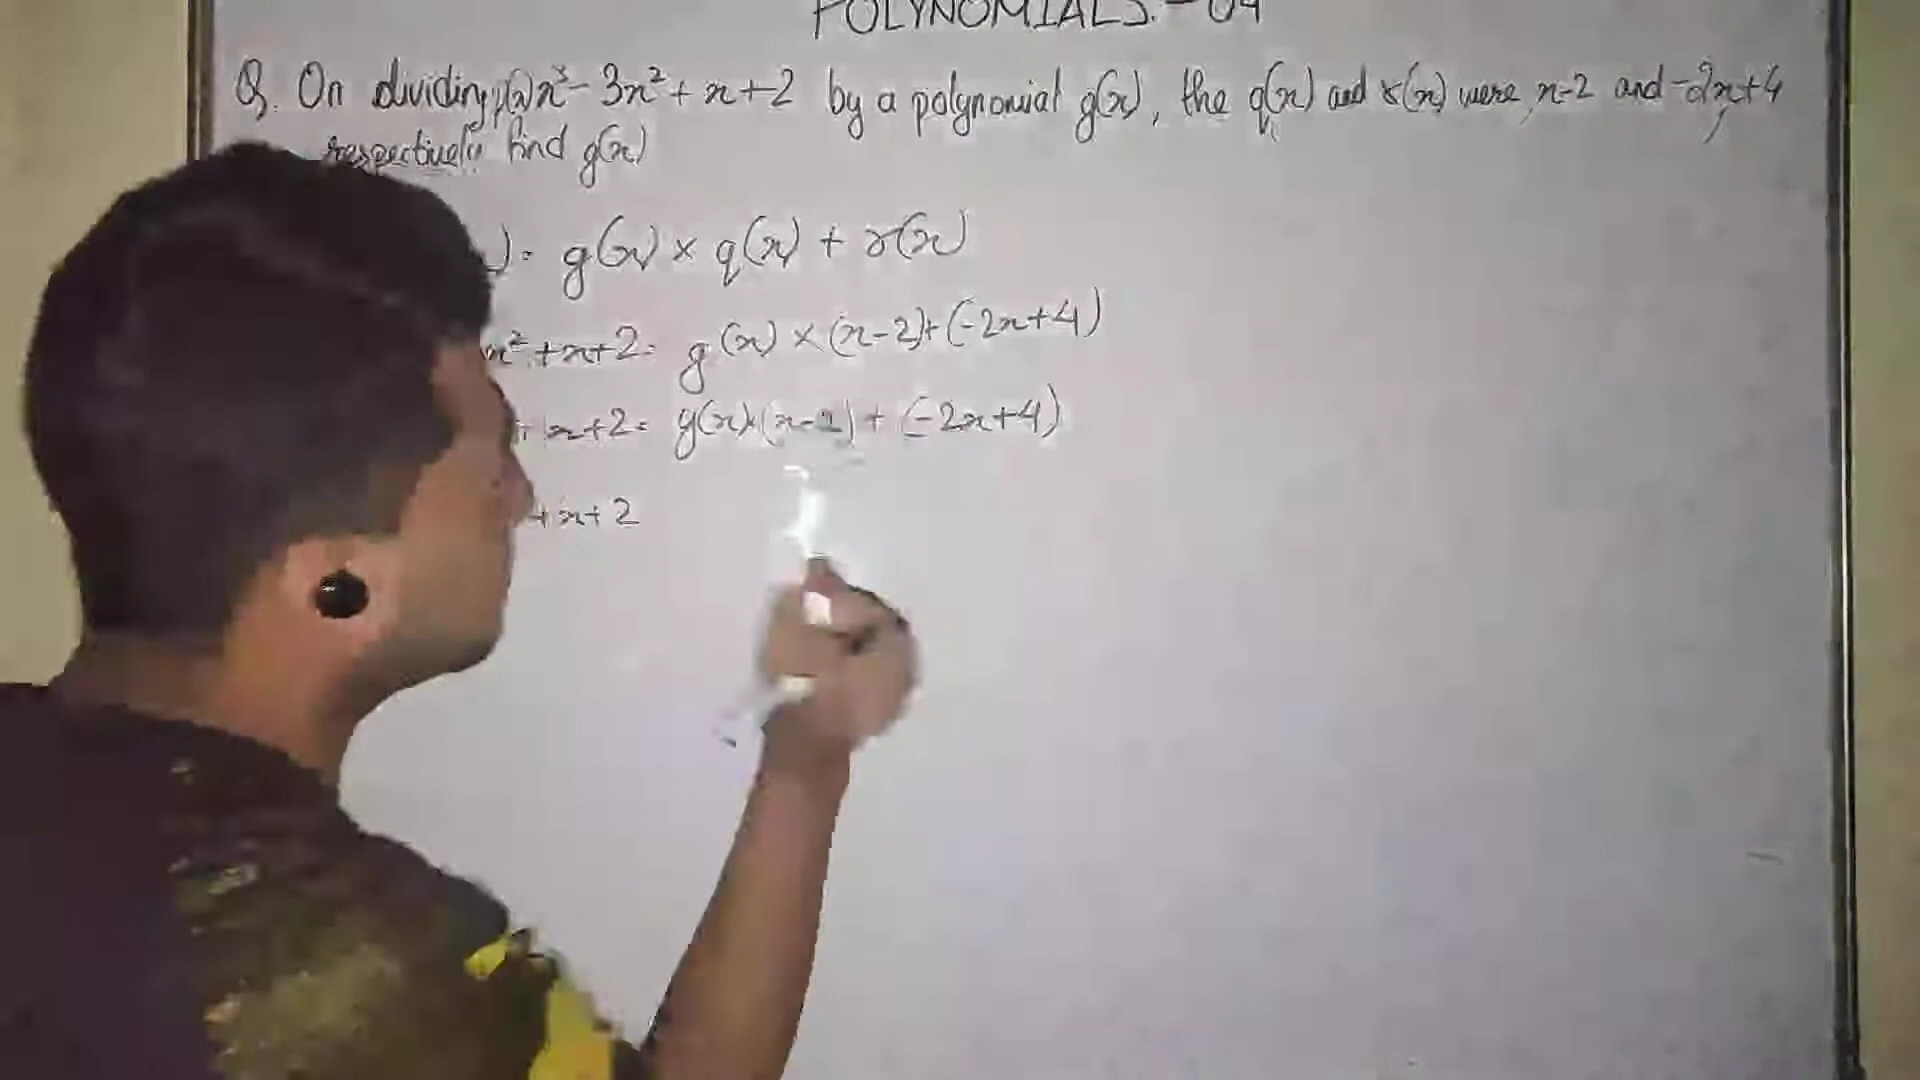 POLYNOMIALS. - 04
Q. On dividing p(x) x³ - 3x² + x + 2 by a polynomial g(x), the q(x) and r(x) were, x-2 and -2x+4,
respectively find g(x)
). g(x) × q(x) + r(x)
x² + x + 2 = g(x) × (x-2) + (-2x+4)
+ x + 2 = g(x) × (x-2) + (-2x+4)
+ x + 2